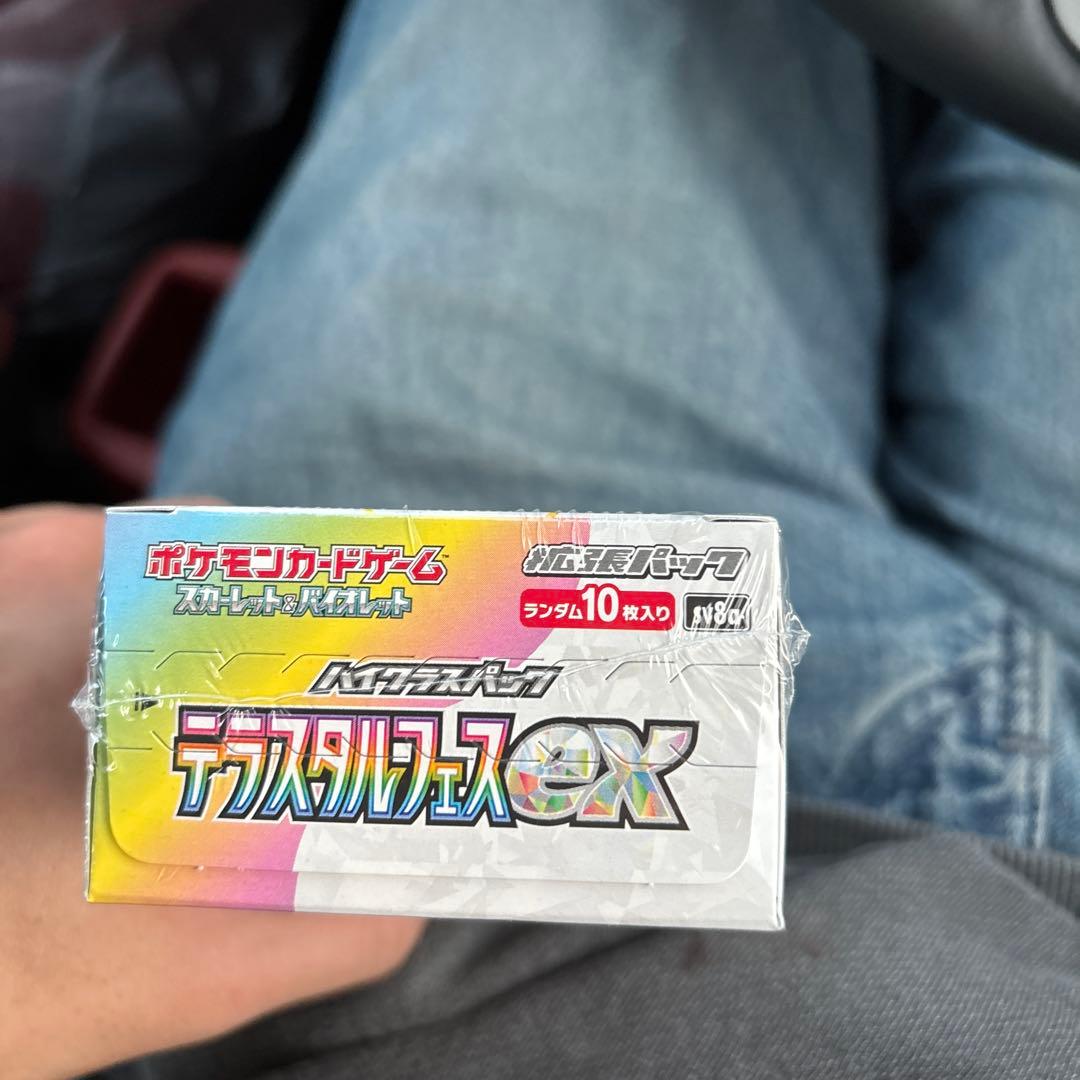 ポケモンカードゲーム™
スカーレット&バイオレット
拡張パック
ランダム10枚入り sv8a
ハイクラスパック
テラスタルフェスex